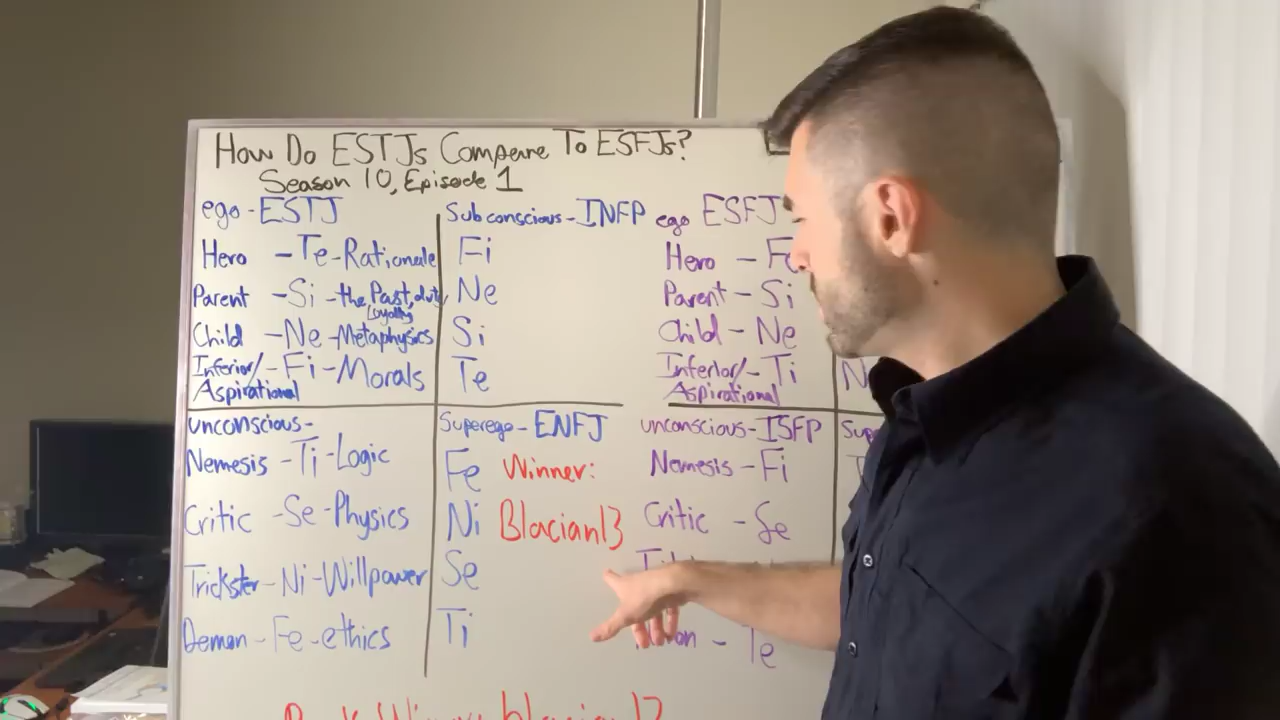 How Do ESTJs Compare To ESFJs?
Season 10, Episode 1
ego - ESTJ
Hero - Te - Rationale
Parent - Si - the Past, duty,
Loyalty
Child - Ne - Metaphysics
Inferior/ - Fi - Morals
Aspirational
Subconscious - INFP
Fi
Ne
Si
Te
unconscious -
Nemesis - Ti - Logic
Critic - Se - Physics
Trickster - Ni - Willpower
Demon - Fe - ethics
Superego - ENFJ
Fe
Ni
Se
Ti
Winner:
Blacian13
ego ESFJ
Hero - Fe
Parent - Si
Child - Ne
Inferior/ - Ti
Aspirational
unconscious - ISFP
Nemesis - Fi
Critic - Se
- Te